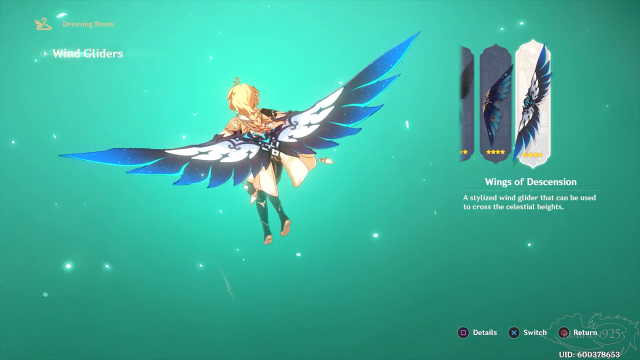 Dressing Room
Wind Gliders
Wings of Descension
A stylized wind glider that can be used
to cross the celestial heights.
Details
Switch
Return
UID: 600378653